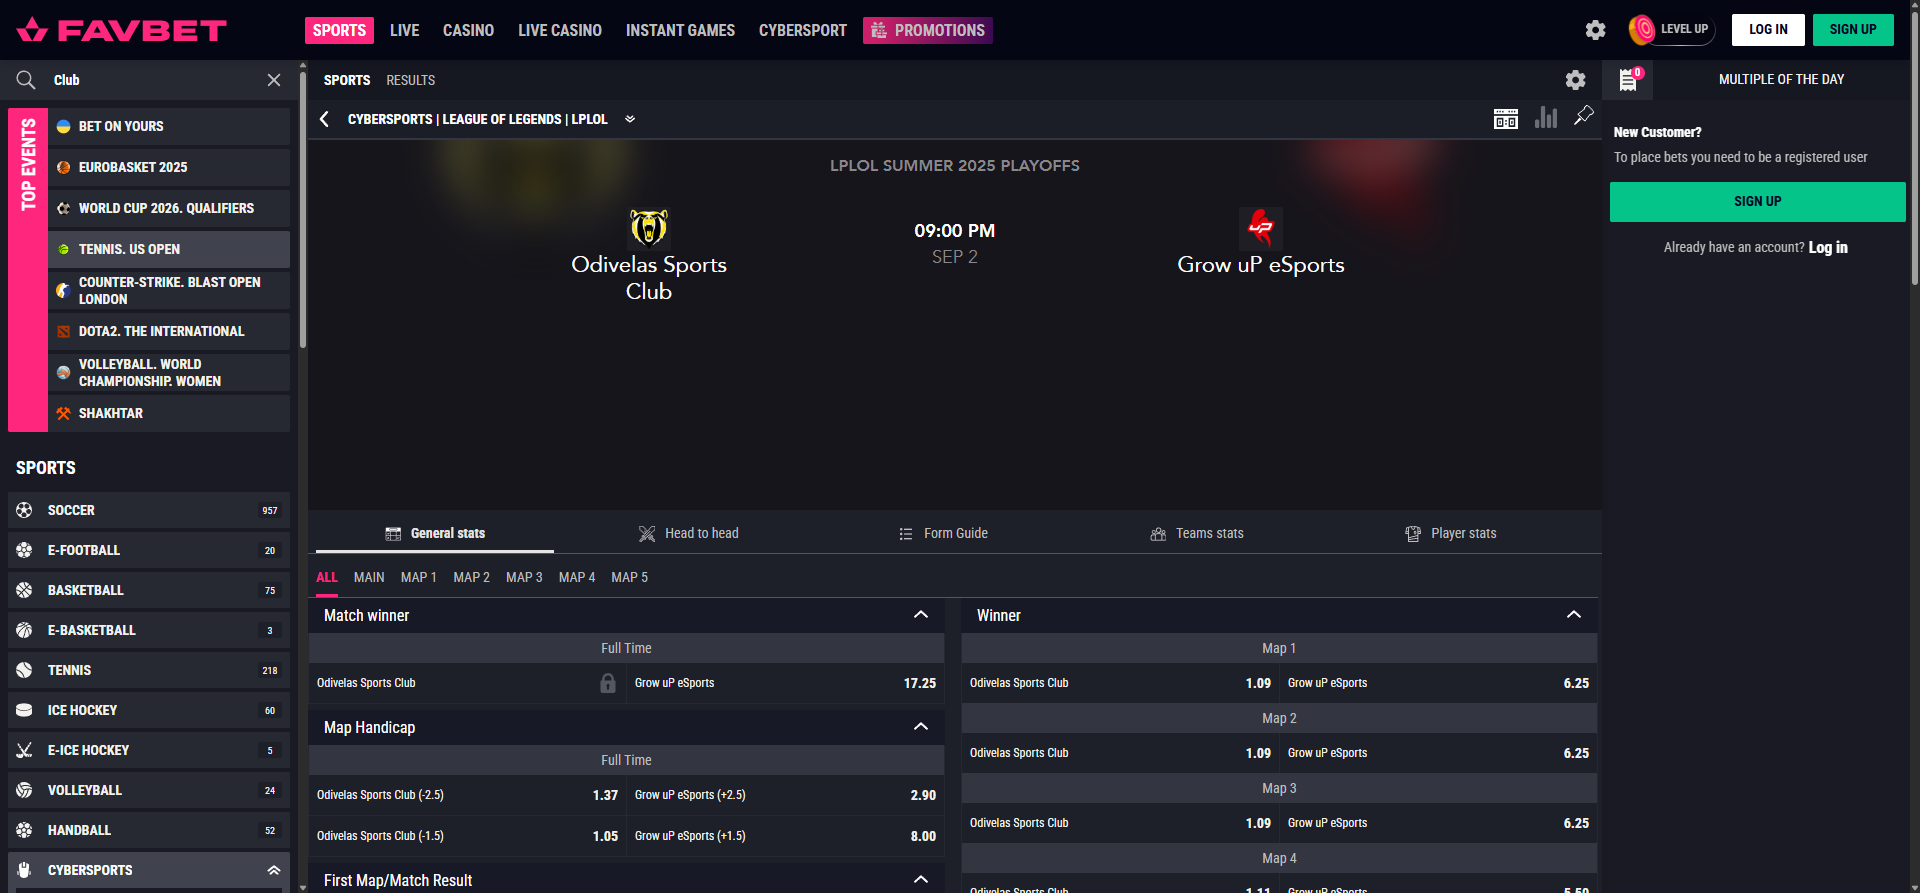 FAVBET
SPORTS
LIVE
CASINO
LIVE CASINO
INSTANT GAMES
CYBERSPORT
PROMOTIONS
LEVEL UP
LOG IN
SIGN UP
Club
TOP EVENTS
BET ON YOURS
EUROBASKET 2025
WORLD CUP 2026. QUALIFIERS
TENNIS. US OPEN
COUNTER-STRIKE. BLAST OPEN
LONDON
DOTA2. THE INTERNATIONAL
VOLLEYBALL. WORLD
CHAMPIONSHIP. WOMEN
SHAKHTAR
SPORTS
SOCCER 957
E-FOOTBALL 20
BASKETBALL 75
E-BASKETBALL 3
TENNIS 218
ICE HOCKEY 60
E-ICE HOCKEY 5
VOLLEYBALL 24
HANDBALL 52
CYBERSPORTS
SPORTS RESULTS
CYBERSPORTS | LEAGUE OF LEGENDS | LPLOL
LPLOL SUMMER 2025 PLAYOFFS
Odivelas Sports
Club
09:00 PM
SEP 2
Grow uP eSports
General stats
Head to head
Form Guide
Teams stats
Player stats
ALL MAIN MAP 1 MAP 2 MAP 3 MAP 4 MAP 5
Match winner
Full Time
Odivelas Sports Club
Grow uP eSports 17.25
Map Handicap
Full Time
Odivelas Sports Club (-2.5) 1.37 Grow uP eSports (+2.5) 2.90
Odivelas Sports Club (-1.5) 1.05 Grow uP eSports (+1.5) 8.00
First Map/Match Result
Winner
Map 1
Odivelas Sports Club 1.09 Grow uP eSports 6.25
Map 2
Odivelas Sports Club 1.09 Grow uP eSports 6.25
Map 3
Odivelas Sports Club 1.09 Grow uP eSports 6.25
Map 4
Odivelas Sports Club 1.11 Grow uP eSports 5.50
0
MULTIPLE OF THE DAY
New Customer?
To place bets you need to be a registered user
SIGN UP
Already have an account? Log in